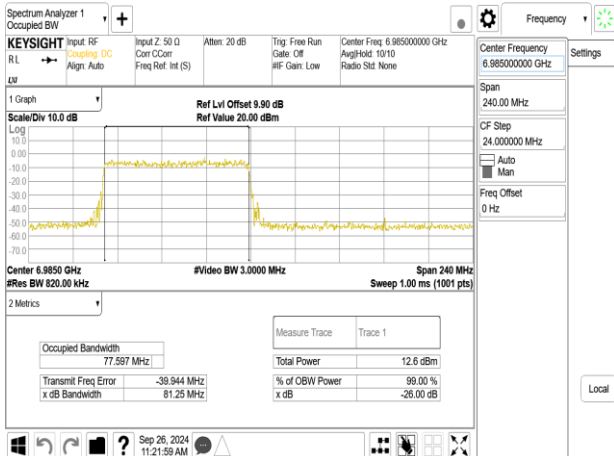 Spectrum Analyzer 1
Occupied BW
Frequency
Settings
KEYSIGHT
RL
LXI
Input: RF
Coupling: DC
Align: Auto
Input Z: 50 Ω
Corr CCorr
Freq Ref: Int (S)
Atten: 20 dB
Trig: Free Run
Gate: Off
#IF Gain: Low
Center Freq: 6.985000000 GHz
Avg|Hold: 10/10
Radio Std: None
Center Frequency
6.985000000 GHz
Span
240.00 MHz
CF Step
24.000000 MHz
Auto
Man
Freq Offset
0 Hz
Local
1 Graph
Scale/Div 10.0 dB
Ref Lvl Offset 9.90 dB
Ref Value 20.00 dBm
Log
10.0
0.00
-10.0
-20.0
-30.0
-40.0
-50.0
-60.0
-70.0
Center 6.9850 GHz
#Res BW 820.00 kHz
#Video BW 3.0000 MHz
Span 240 MHz
Sweep 1.00 ms (1001 pts)
2 Metrics
Measure Trace Trace 1
Occupied Bandwidth
77.597 MHz
Total Power 12.6 dBm
Transmit Freq Error -39.944 MHz
% of OBW Power 99.00 %
x dB Bandwidth 81.25 MHz
x dB -26.00 dB
Sep 26, 2024
11:21:59 AM